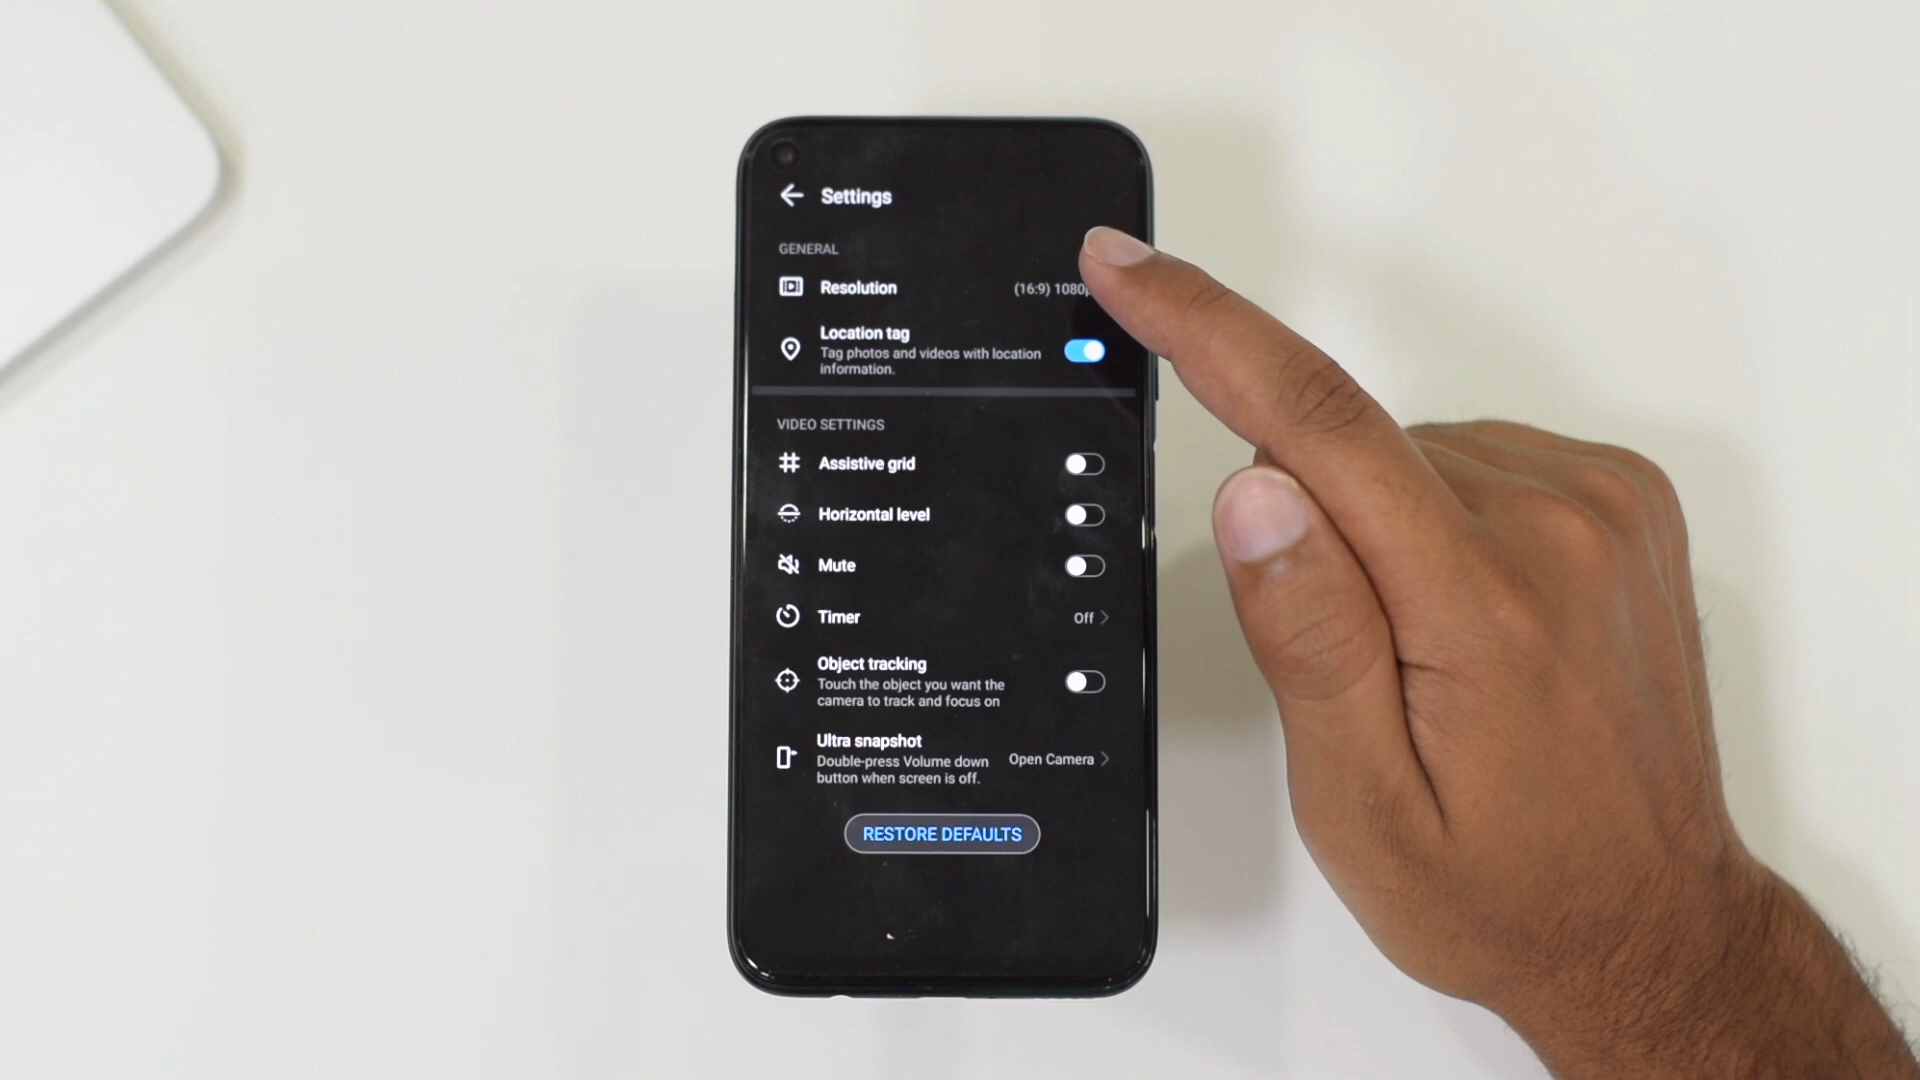 Settings
GENERAL
Resolution (16:9) 1080p
Location tag
Tag photos and videos with location
information.
VIDEO SETTINGS
Assistive grid
Horizontal level
Mute
Timer Off
Object tracking
Touch the object you want the
camera to track and focus on
Ultra snapshot
Double-press Volume down
button when screen is off.
Open Camera
RESTORE DEFAULTS